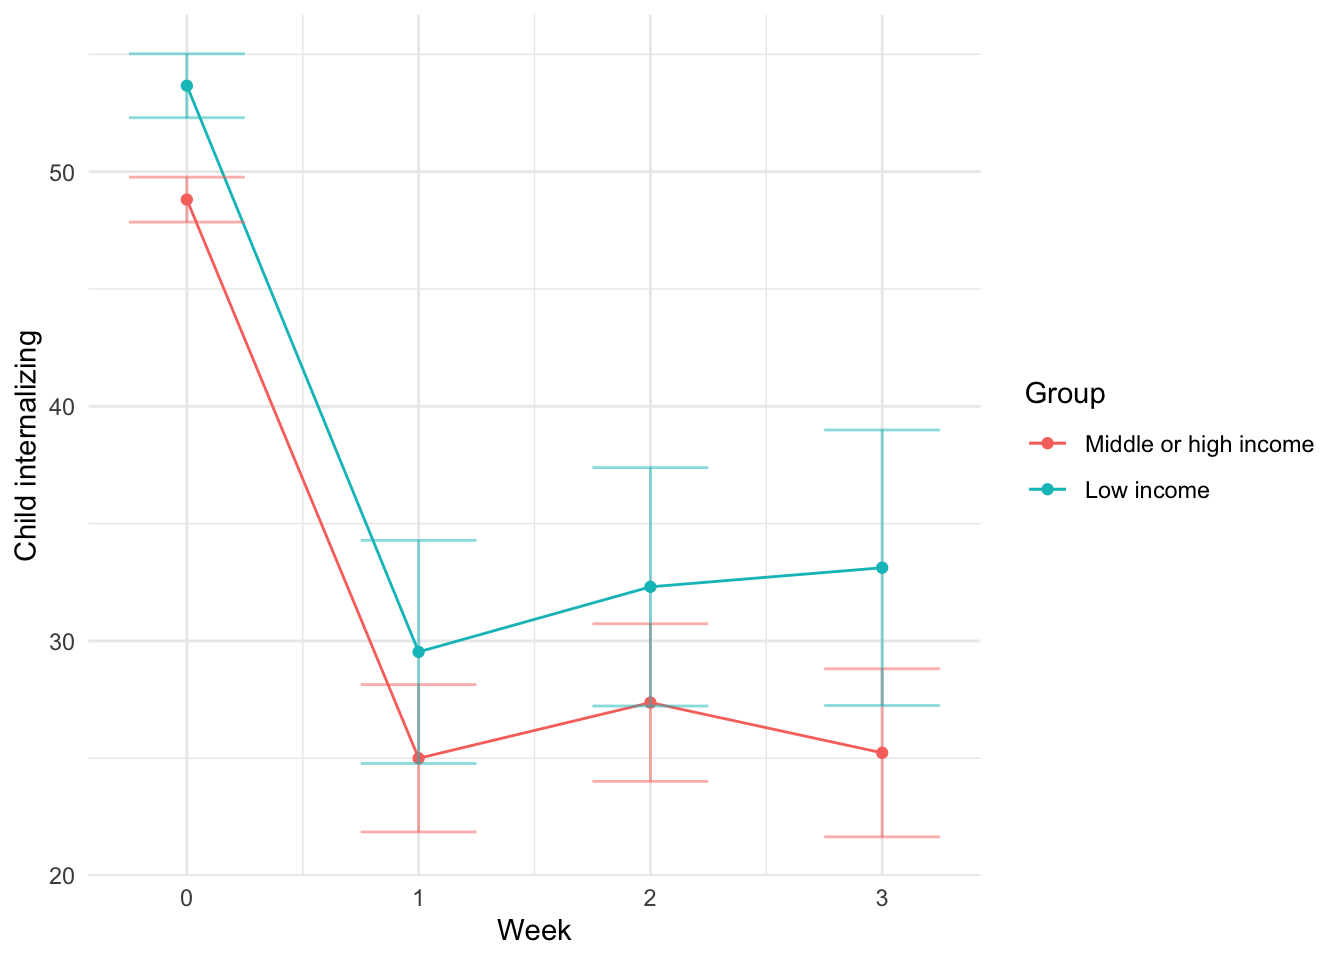 Child internalizing
50
40
30
20
0 1 2 3
Week
Group
Middle or high income
Low income